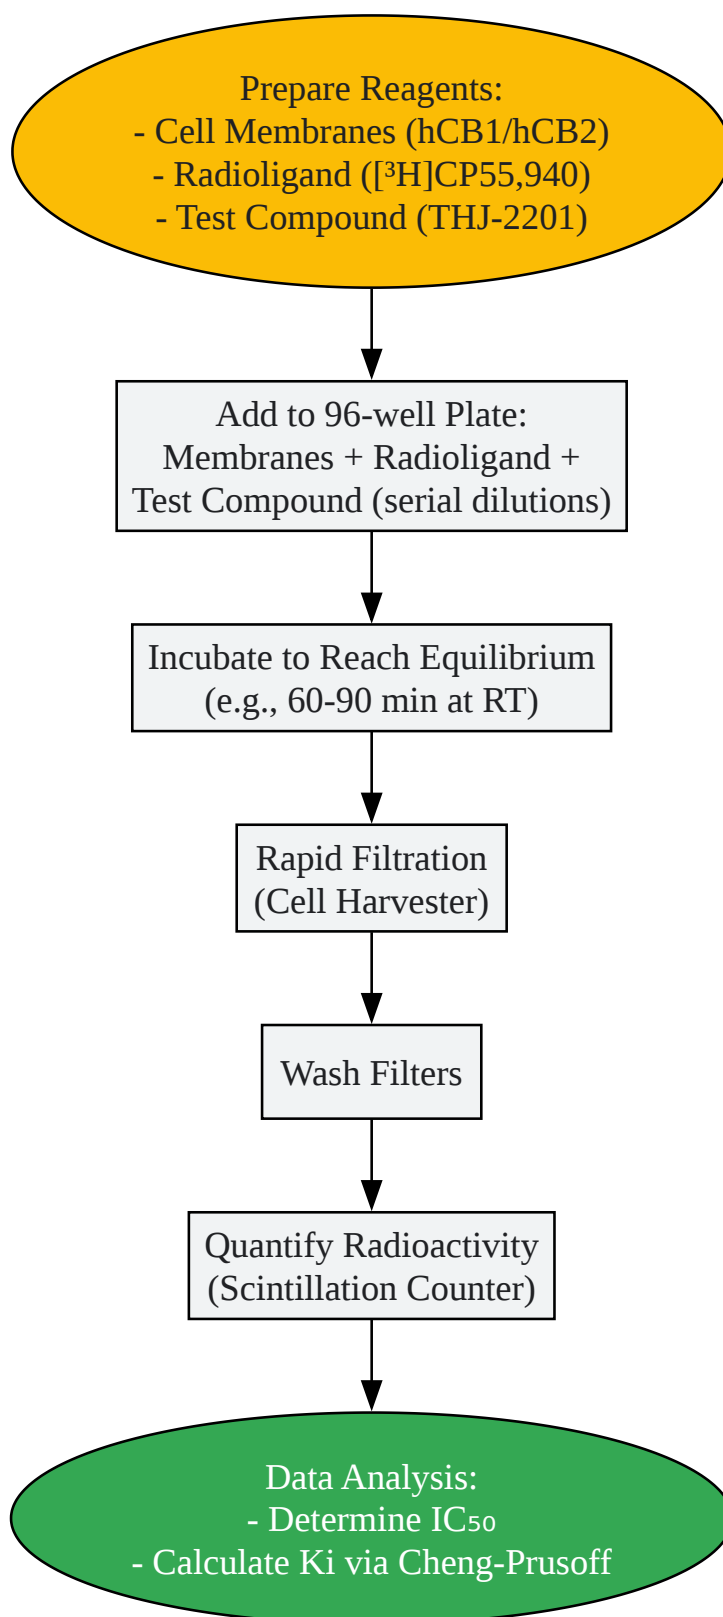 Prepare Reagents:
- Cell Membranes (hCB1/hCB2)
- Radioligand ([³H]CP55,940)
- Test Compound (THJ-2201)
Add to 96-well Plate:
Membranes + Radioligand +
Test Compound (serial dilutions)
Incubate to Reach Equilibrium
(e.g., 60-90 min at RT)
Rapid Filtration
(Cell Harvester)
Wash Filters
Quantify Radioactivity
(Scintillation Counter)
Data Analysis:
- Determine IC₅₀
- Calculate Ki via Cheng-Prusoff